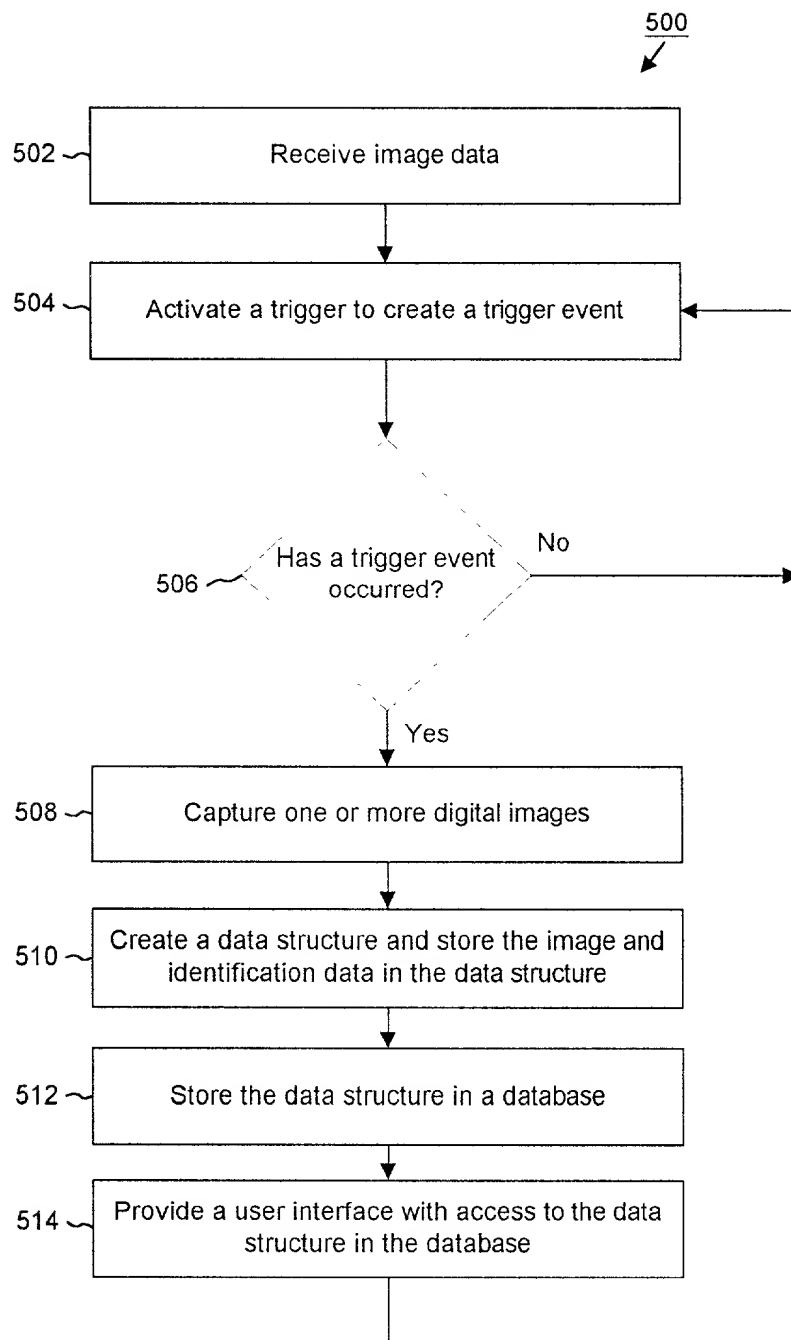 500
502
Receive image data
504
Activate a trigger to create a trigger event
506
Has a trigger event
occurred?
No
Yes
508
Capture one or more digital images
510
Create a data structure and store the image and
identification data in the data structure
512
Store the data structure in a database
514
Provide a user interface with access to the data
structure in the database